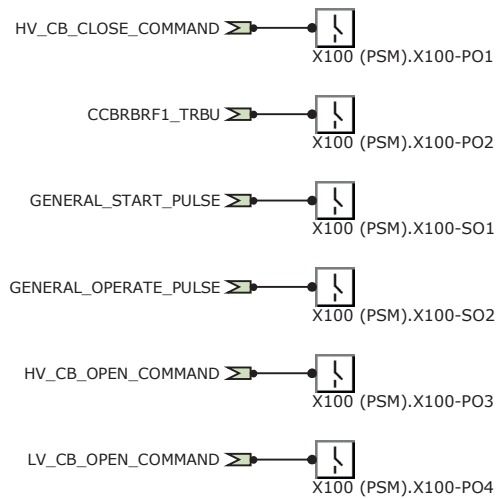 HV_CB_CLOSE_COMMAND
X100 (PSM).X100-PO1
CCBRBRF1_TRBU
X100 (PSM).X100-PO2
GENERAL_START_PULSE
X100 (PSM).X100-SO1
GENERAL_OPERATE_PULSE
X100 (PSM).X100-SO2
HV_CB_OPEN_COMMAND
X100 (PSM).X100-PO3
LV_CB_OPEN_COMMAND
X100 (PSM).X100-PO4